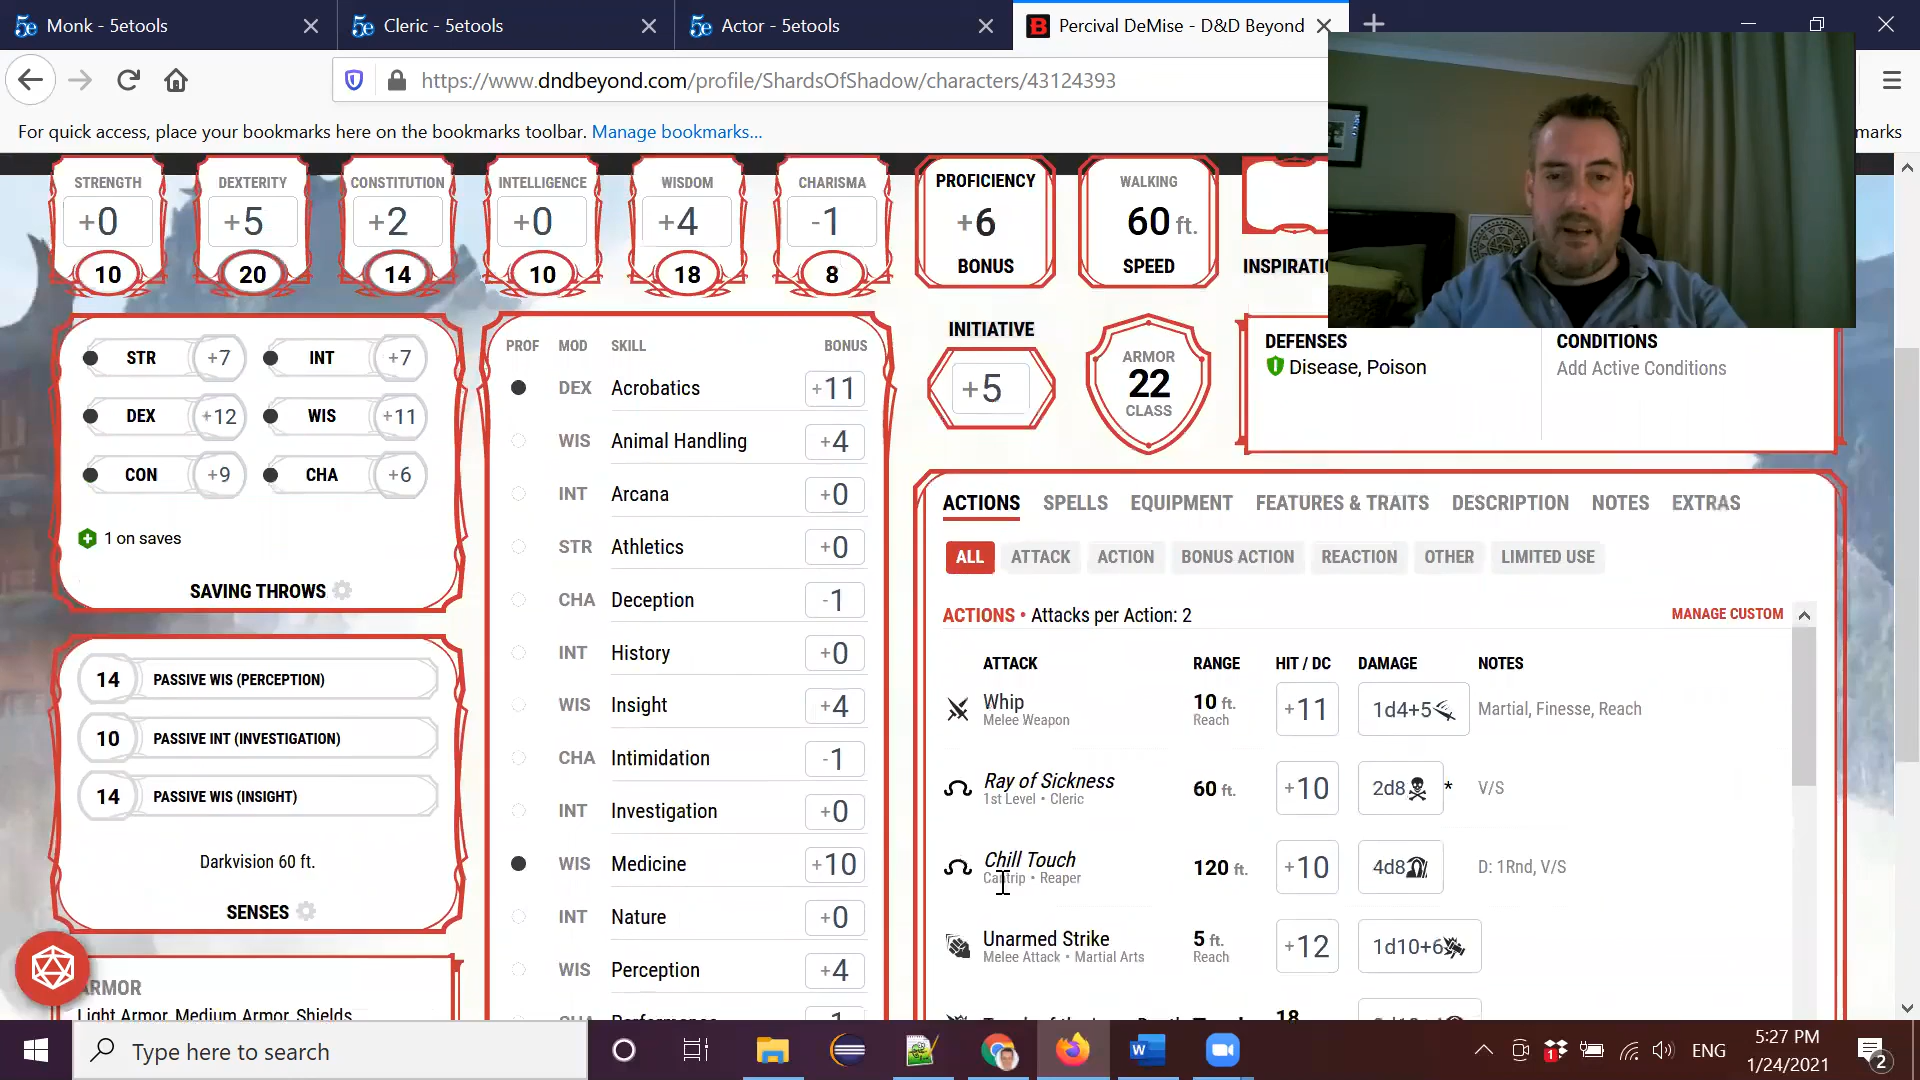 Monk - 5etools
Cleric - 5etools
Actor - 5etools
Percival DeMise - D&D Beyond
https://www.dndbeyond.com/profile/ShardsOfShadow/characters/43124393
For quick access, place your bookmarks here on the bookmarks toolbar. Manage bookmarks...
marks
STRENGTH
+0
10
DEXTERITY
+5
20
CONSTITUTION
+2
14
INTELLIGENCE
+0
10
WISDOM
+4
18
CHARISMA
-1
8
PROFICIENCY
+6
BONUS
WALKING
60 ft.
SPEED
INSPIRATI
STR +7
INT +7
DEX +12
WIS +11
CON +9
CHA +6
1 on saves
SAVING THROWS
14 PASSIVE WIS (PERCEPTION)
10 PASSIVE INT (INVESTIGATION)
14 PASSIVE WIS (INSIGHT)
Darkvision 60 ft.
SENSES
ARMOR
Light Armor, Medium Armor, Shields
PROF MOD SKILL BONUS
DEX Acrobatics +11
WIS Animal Handling +4
INT Arcana +0
STR Athletics +0
CHA Deception -1
INT History +0
WIS Insight +4
CHA Intimidation -1
INT Investigation +0
WIS Medicine +10
INT Nature +0
WIS Perception +4
INITIATIVE
+5
ARMOR
22
CLASS
DEFENSES
Disease, Poison
CONDITIONS
Add Active Conditions
ACTIONS SPELLS EQUIPMENT FEATURES & TRAITS DESCRIPTION NOTES EXTRAS
ALL ATTACK ACTION BONUS ACTION REACTION OTHER LIMITED USE
ACTIONS • Attacks per Action: 2
MANAGE CUSTOM
ATTACK RANGE HIT / DC DAMAGE NOTES
Whip 10 ft. +11 1d4+5 Martial, Finesse, Reach
Melee Weapon Reach
Ray of Sickness 60 ft. +10 2d8 * V/S
1st Level • Cleric
Chill Touch 120 ft. +10 4d8 D: 1Rnd, V/S
Cantrip • Reaper
Unarmed Strike 5 ft. +12 1d10+6
Melee Attack • Martial Arts Reach
18
Type here to search
1
ENG
5:27 PM
1/24/2021
2